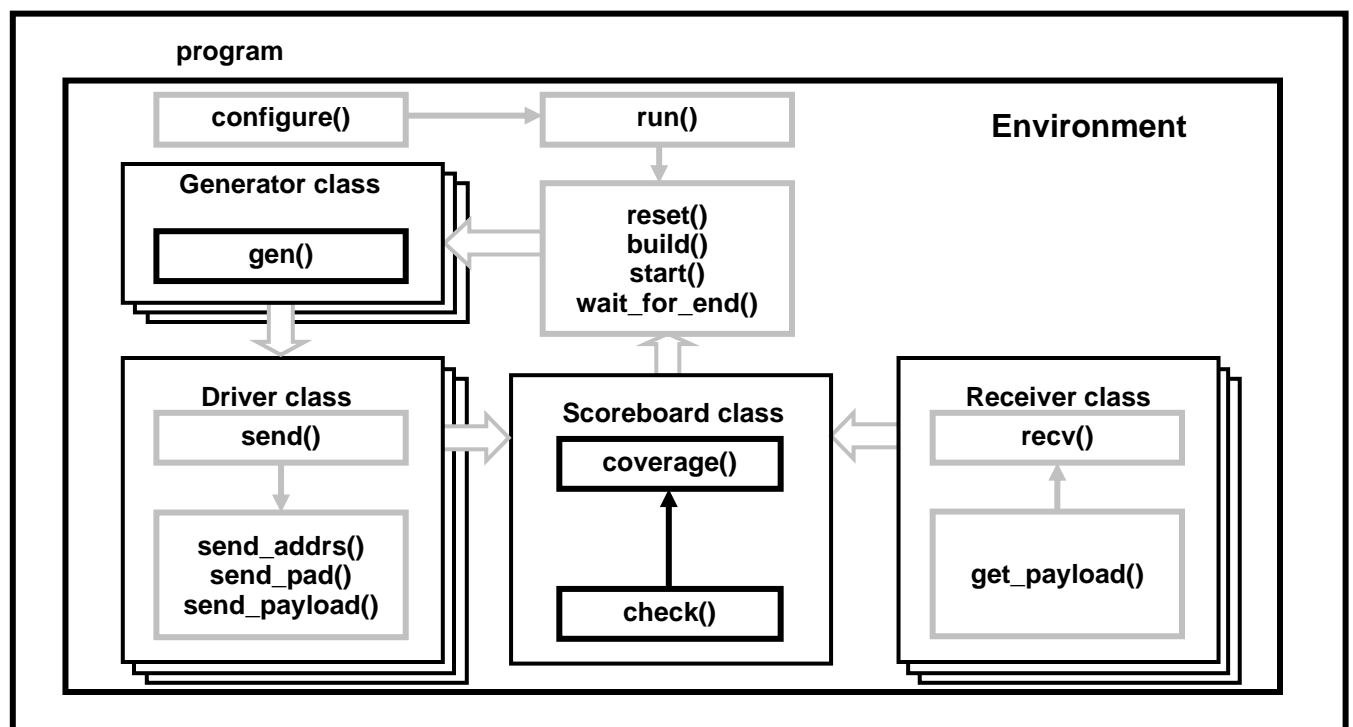 program
configure()
run()
Environment
Generator class
gen()
reset()
build()
start()
wait_for_end()
Driver class
send()
send_addrs()
send_pad()
send_payload()
Scoreboard class
coverage()
check()
Receiver class
recv()
get_payload()